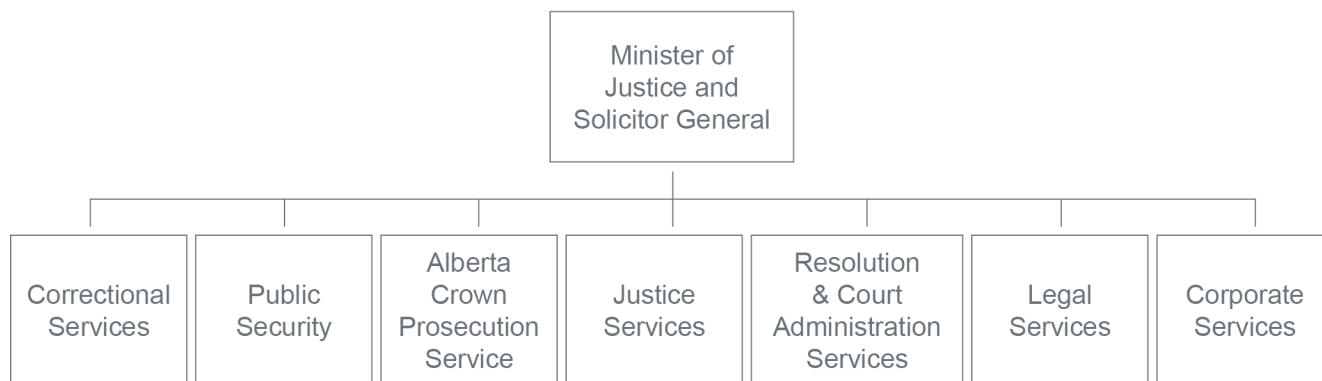 Minister of
Justice and
Solicitor General
Correctional
Services
Public
Security
Alberta
Crown
Prosecution
Service
Justice
Services
Resolution
& Court
Administration
Services
Legal
Services
Corporate
Services